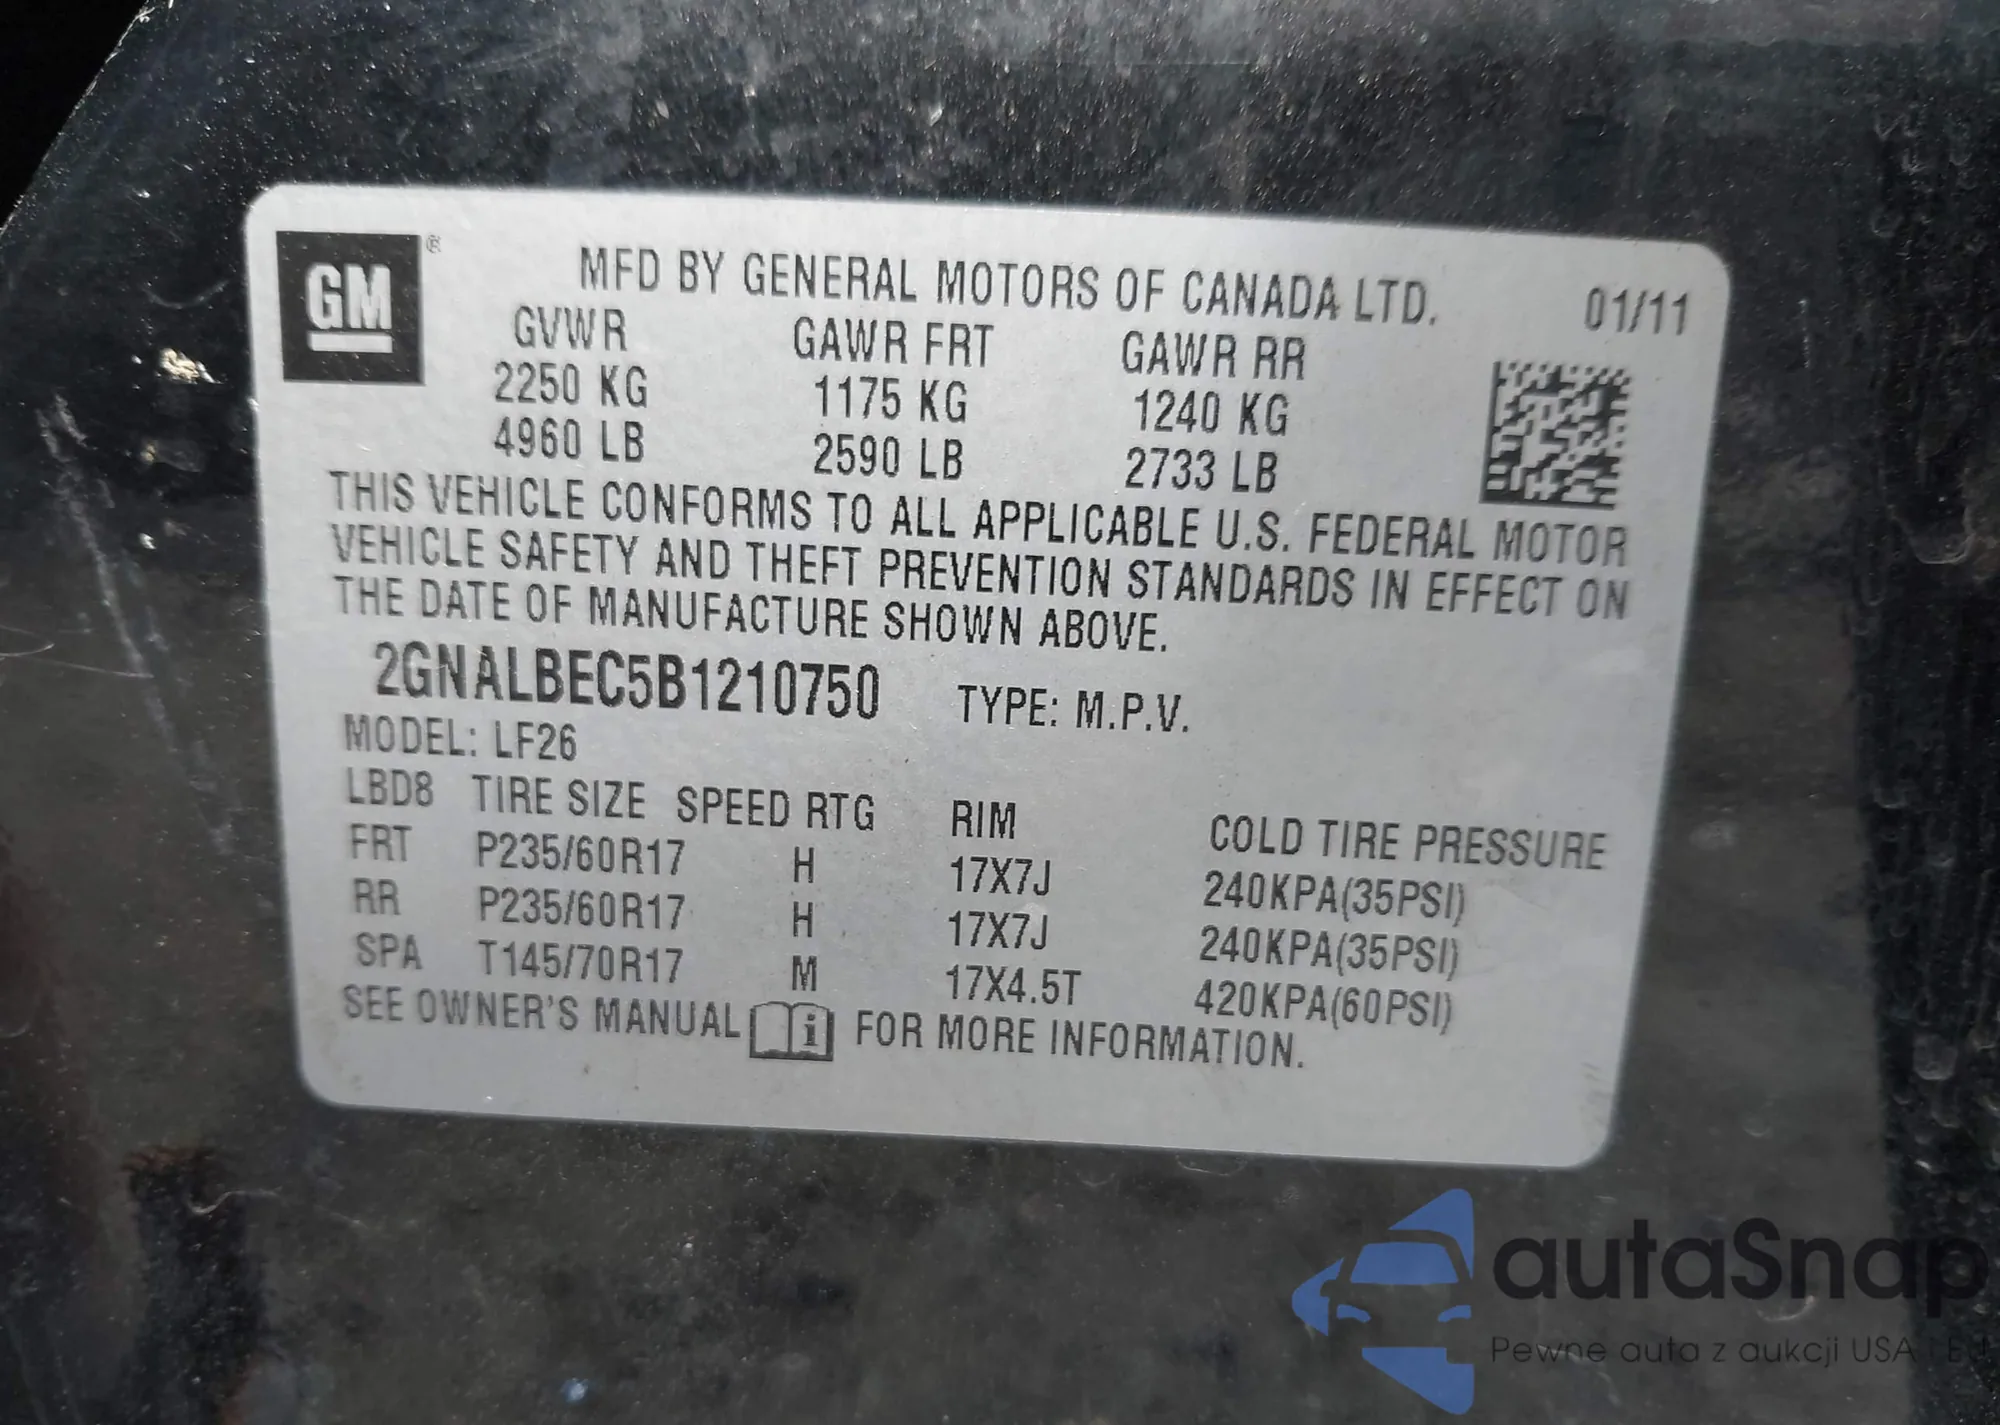 GM ®
MFD BY GENERAL MOTORS OF CANADA LTD. 01/11
GVWR GAWR FRT GAWR RR
2250 KG 1175 KG 1240 KG
4960 LB 2590 LB 2733 LB
THIS VEHICLE CONFORMS TO ALL APPLICABLE U.S. FEDERAL MOTOR
VEHICLE SAFETY AND THEFT PREVENTION STANDARDS IN EFFECT ON
THE DATE OF MANUFACTURE SHOWN ABOVE.
2GNALBEC5B1210750 TYPE: M.P.V.
MODEL: LF26
LBD8 TIRE SIZE SPEED RTG RIM COLD TIRE PRESSURE
FRT P235/60R17 H 17X7J 240KPA(35PSI)
RR P235/60R17 H 17X7J 240KPA(35PSI)
SPA T145/70R17 M 17X4.5T 420KPA(60PSI)
SEE OWNER'S MANUAL i FOR MORE INFORMATION.
autaSnap
Pewne auta z aukcji USA i EU